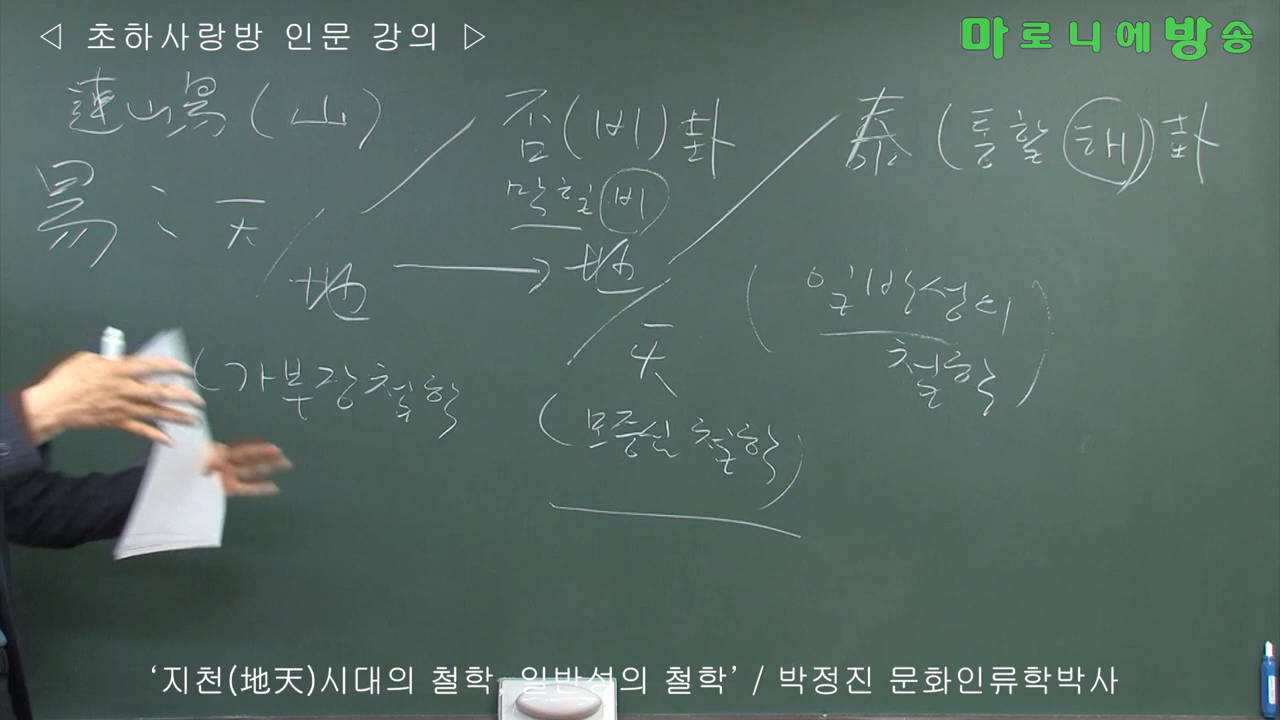 ◁ 초하사랑방 인문 강의 ▷
마로니에방송
連山易 (山)
否(비)卦
泰 (통할 태)卦
막힐 비
易 : 天 / 地 → 地 / 天
(일반성의
철학)
(가부장철학
(모중심 철학)
‘지천(地天)시대의 철학, 일반성의 철학’ / 박정진 문화인류학박사